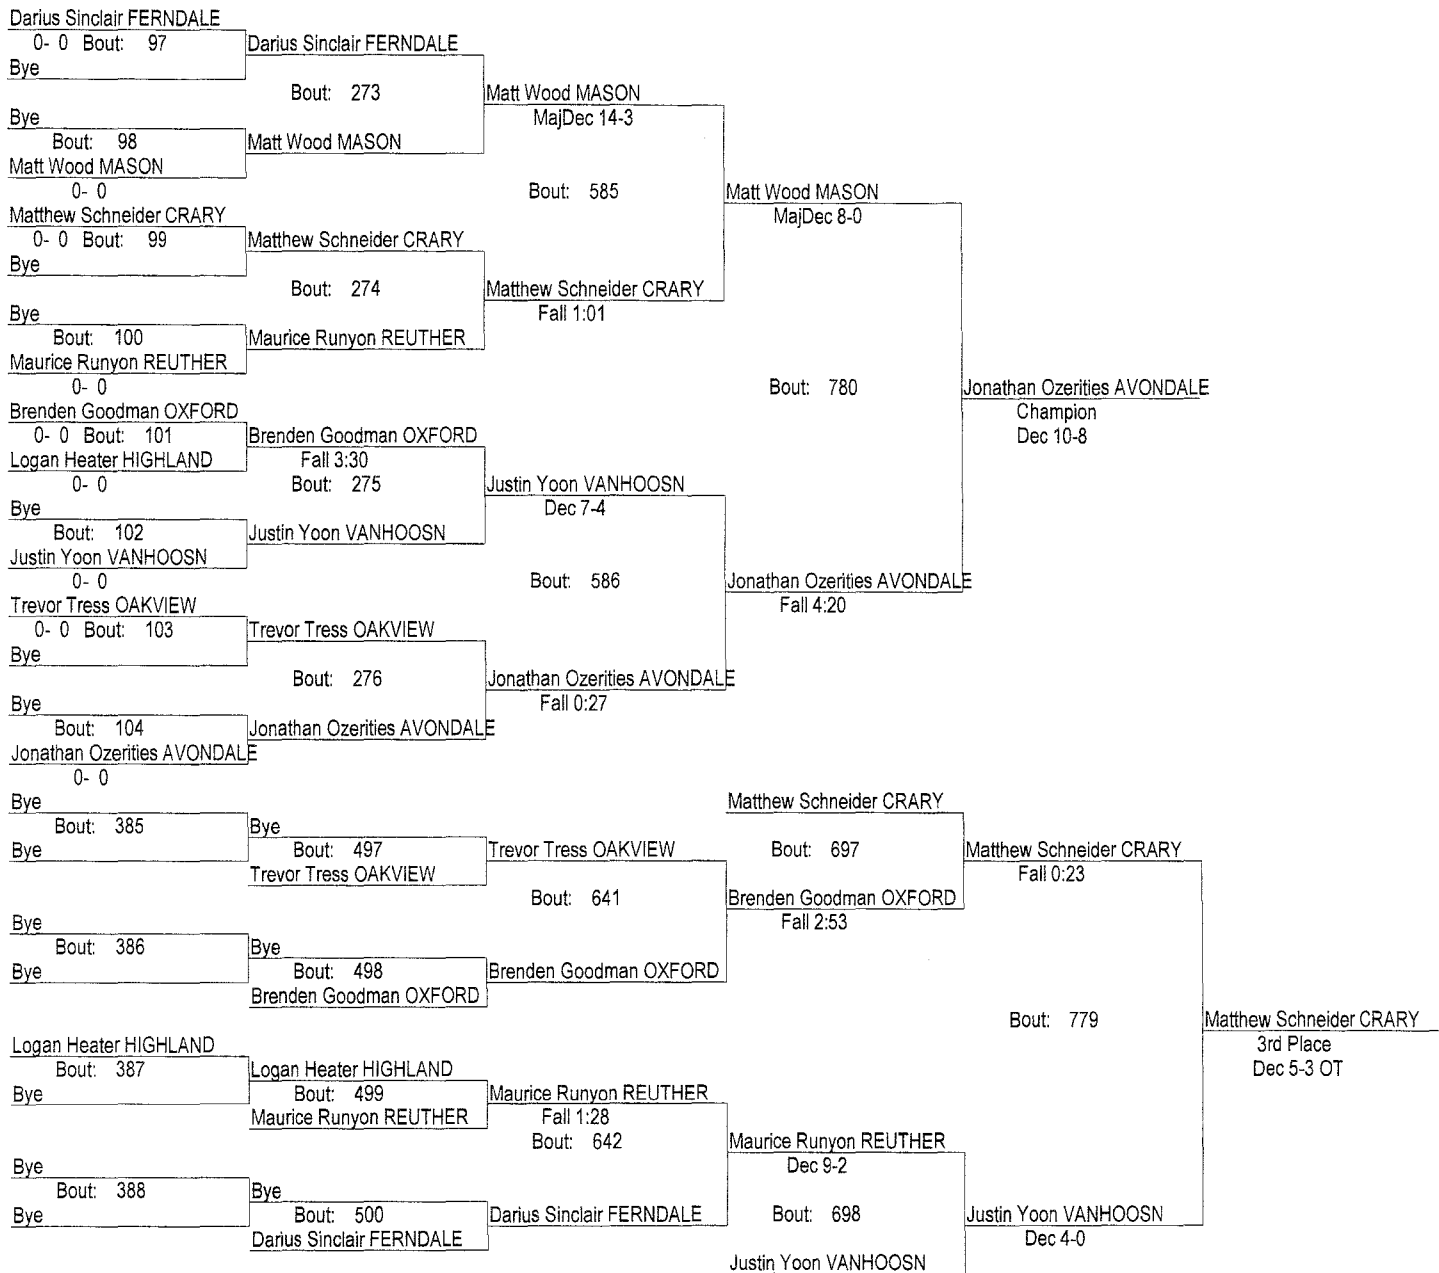 Darius Sinclair FERNDALE
0- 0 Bout: 97
Bye
Darius Sinclair FERNDALE
Bout: 273
Bye
Bout: 98
Matt Wood MASON
0- 0
Matt Wood MASON
Matt Wood MASON
MajDec 14-3
Bout: 585
Matthew Schneider CRARY
0- 0 Bout: 99
Bye
Matthew Schneider CRARY
Bout: 274
Bye
Bout: 100
Maurice Runyon REUTHER
0- 0
Maurice Runyon REUTHER
Matthew Schneider CRARY
Fall 1:01
Matt Wood MASON
MajDec 8-0
Bout: 780
Brenden Goodman OXFORD
0- 0 Bout: 101
Logan Heater HIGHLAND
0- 0
Brenden Goodman OXFORD
Fall 3:30
Bout: 275
Bye
Bout: 102
Justin Yoon VANHOOSN
0- 0
Justin Yoon VANHOOSN
Justin Yoon VANHOOSN
Dec 7-4
Bout: 586
Trevor Tress OAKVIEW
0- 0 Bout: 103
Bye
Trevor Tress OAKVIEW
Bout: 276
Bye
Bout: 104
Jonathan Ozerities AVONDALE
0- 0
Jonathan Ozerities AVONDALE
Jonathan Ozerities AVONDALE
Fall 0:27
Jonathan Ozerities AVONDALE
Fall 4:20
Jonathan Ozerities AVONDALE
Champion
Dec 10-8
Bye
Bout: 385
Bye
Bye
Bout: 497
Trevor Tress OAKVIEW
Trevor Tress OAKVIEW
Bout: 641
Bye
Bout: 386
Bye
Bye
Bout: 498
Brenden Goodman OXFORD
Brenden Goodman OXFORD
Matthew Schneider CRARY
Bout: 697
Brenden Goodman OXFORD
Fall 2:53
Matthew Schneider CRARY
Fall 0:23
Bout: 779
Logan Heater HIGHLAND
Bout: 387
Bye
Logan Heater HIGHLAND
Bout: 499
Maurice Runyon REUTHER
Maurice Runyon REUTHER
Fall 1:28
Bout: 642
Bye
Bout: 388
Bye
Bye
Bout: 500
Darius Sinclair FERNDALE
Darius Sinclair FERNDALE
Maurice Runyon REUTHER
Dec 9-2
Bout: 698
Justin Yoon VANHOOSN
Justin Yoon VANHOOSN
Dec 4-0
Matthew Schneider CRARY
3rd Place
Dec 5-3 OT